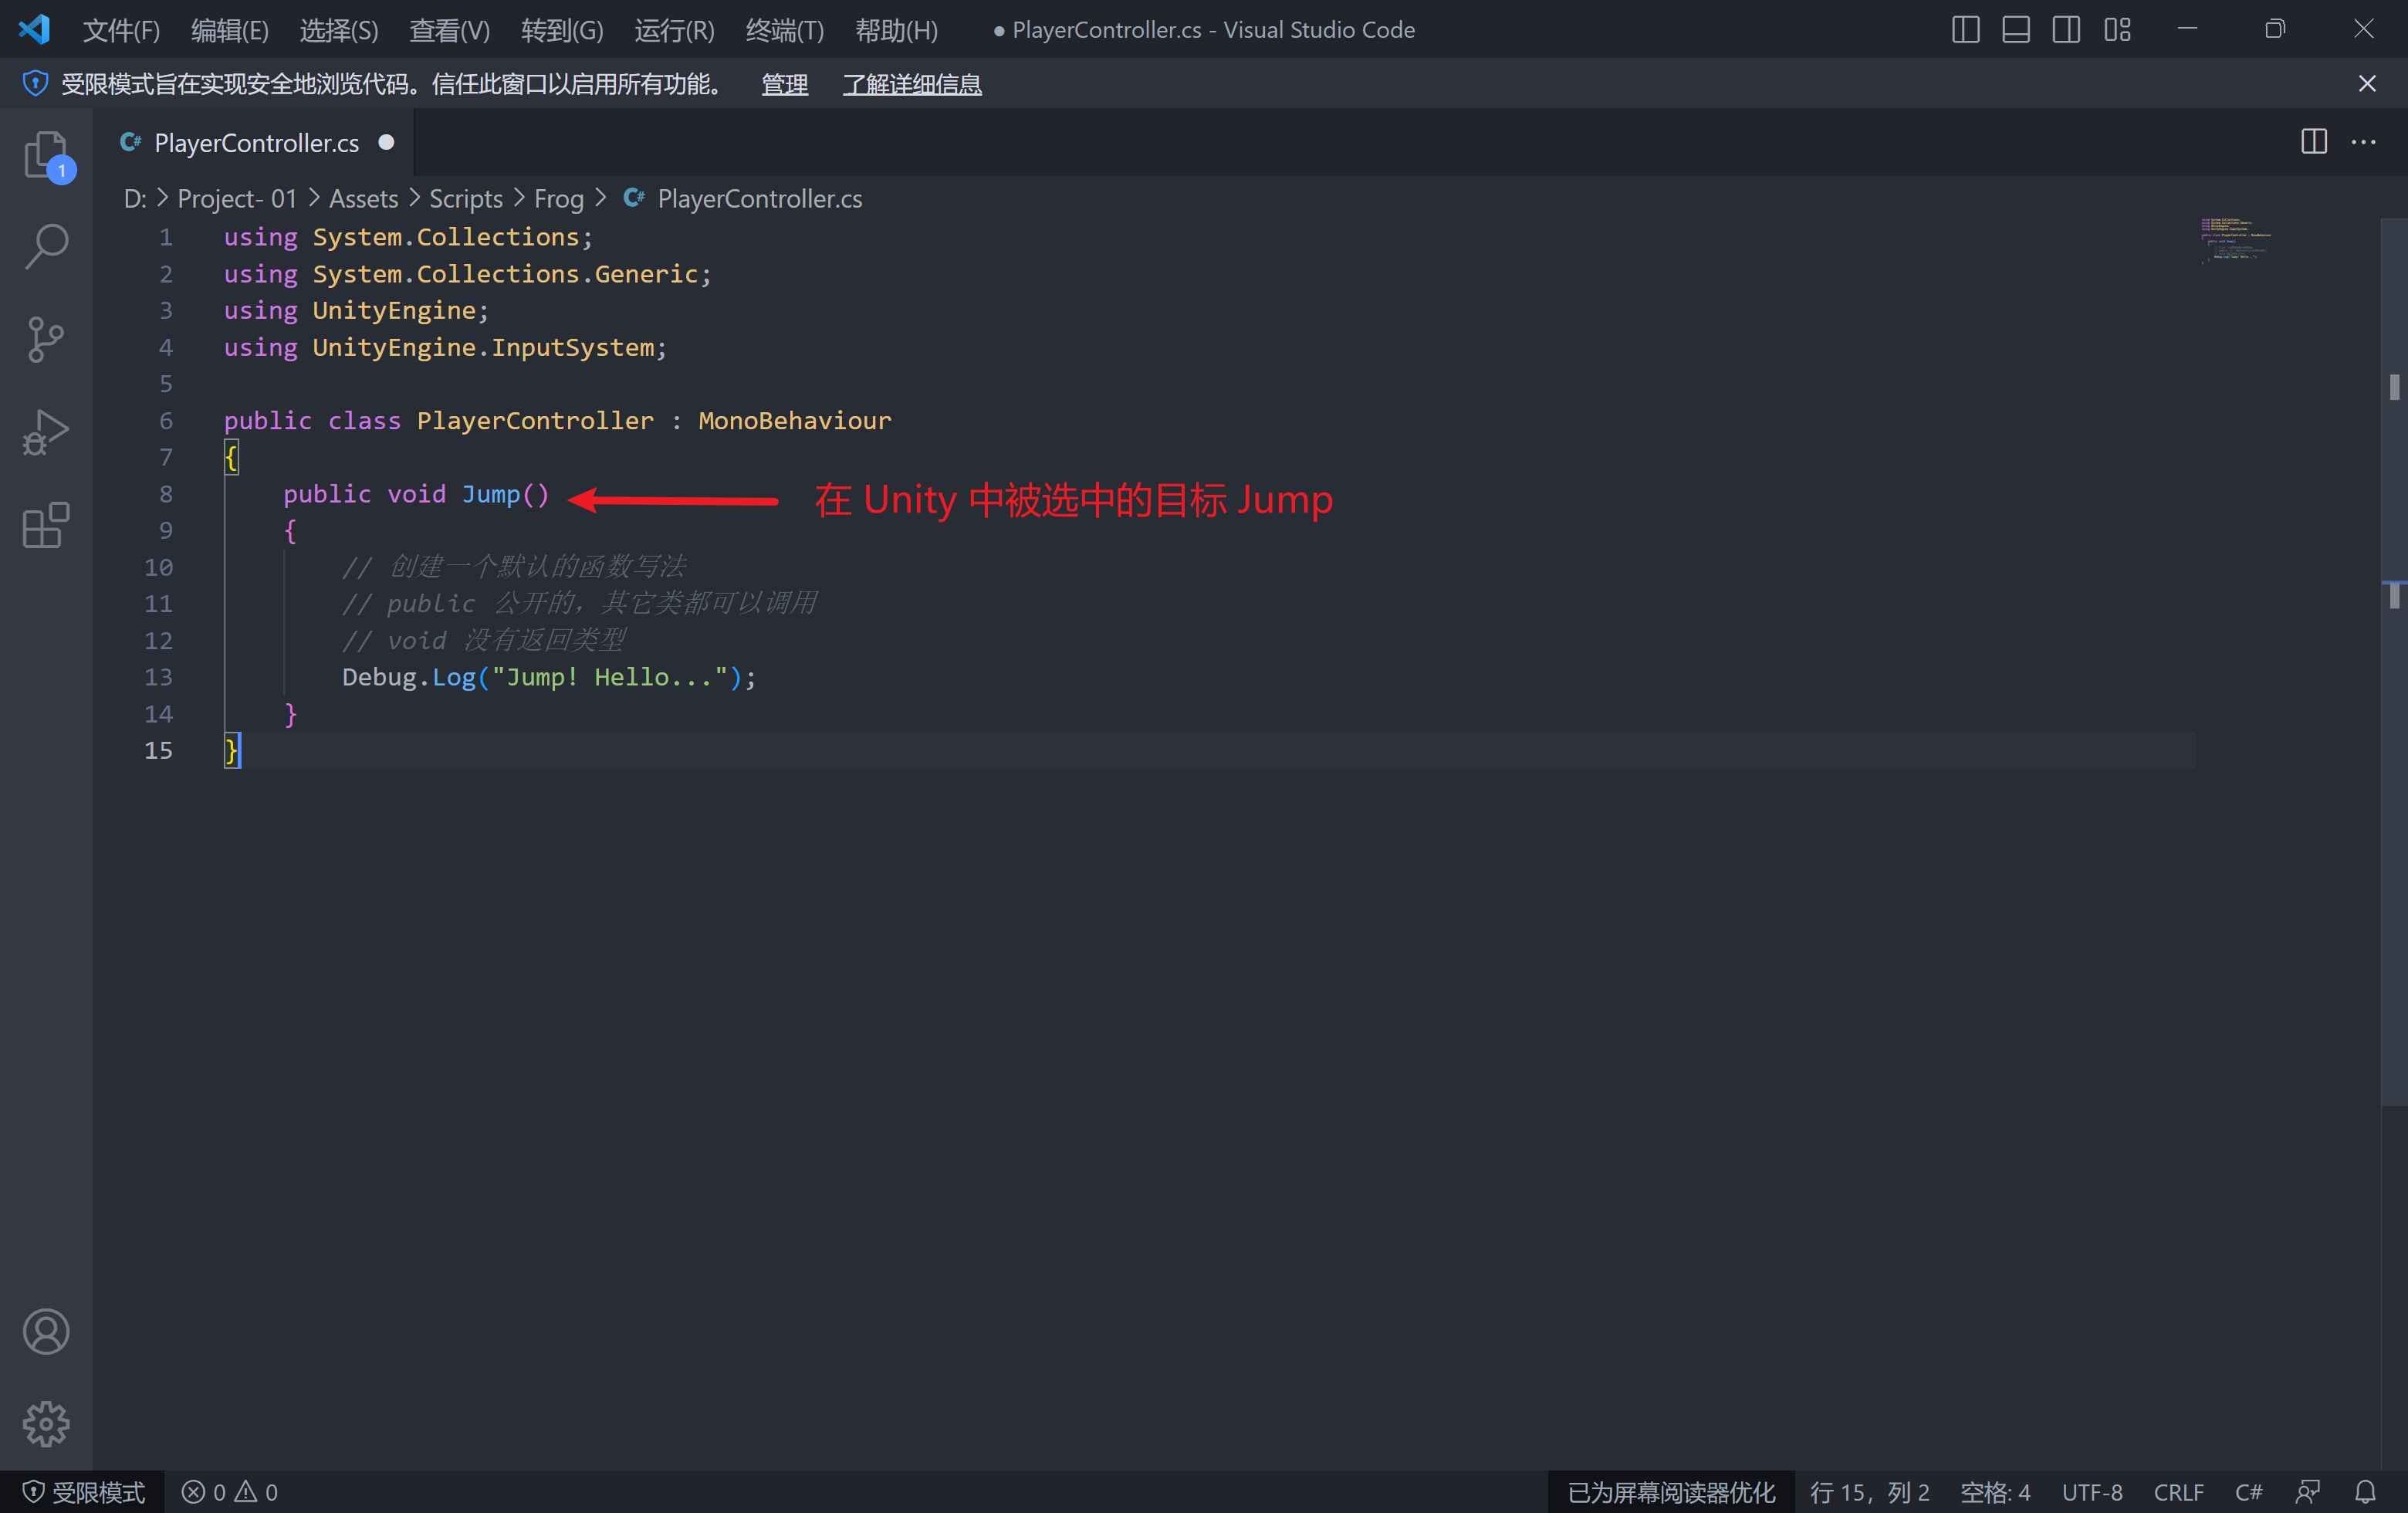 文件(F) 编辑(E) 选择(S) 查看(V) 转到(G) 运行(R) 终端(T) 帮助(H) ● PlayerController.cs - Visual Studio Code
受限模式旨在实现安全地浏览代码。信任此窗口以启用所有功能。 管理 了解详细信息
1
C# PlayerController.cs ●
D: > Project- 01 > Assets > Scripts > Frog > C# PlayerController.cs
1 using System.Collections;
2 using System.Collections.Generic;
3 using UnityEngine;
4 using UnityEngine.InputSystem;
5
6 public class PlayerController : MonoBehaviour
7 {
8 public void Jump() 在 Unity 中被选中的目标 Jump
9 {
10 // 创建一个默认的函数写法
11 // public 公开的，其它类都可以调用
12 // void 没有返回类型
13 Debug.Log("Jump! Hello...");
14 }
15 }
受限模式 0 0 已为屏幕阅读器优化 行 15，列 2 空格: 4 UTF-8 CRLF C#